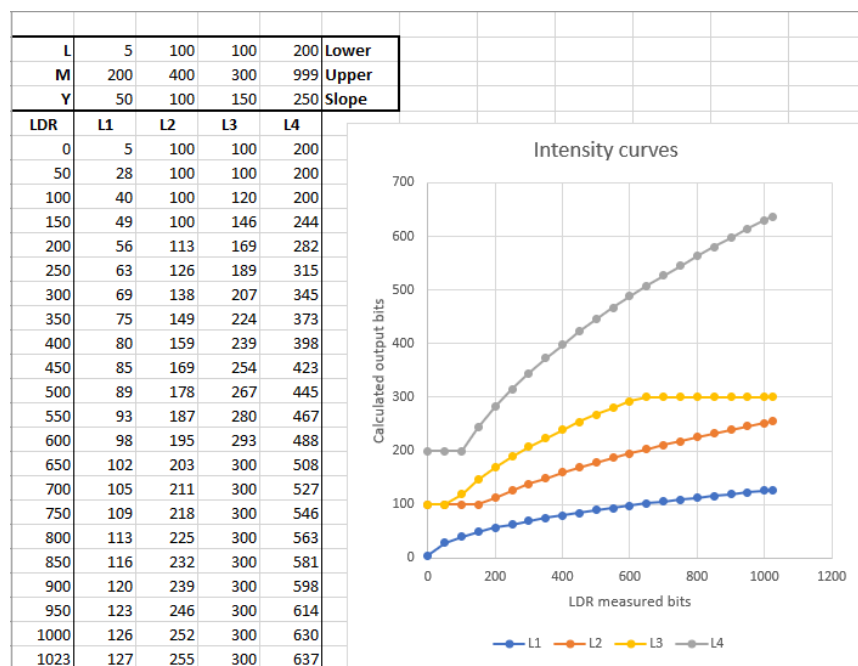 L 5 100 100 200 Lower
M 200 400 300 999 Upper
Y 50 100 150 250 Slope
LDR L1 L2 L3 L4
0 5 100 100 200
50 28 100 100 200
100 40 100 120 200
150 49 100 146 244
200 56 113 169 282
250 63 126 189 315
300 69 138 207 345
350 75 149 224 373
400 80 159 239 398
450 85 169 254 423
500 89 178 267 445
550 93 187 280 467
600 98 195 293 488
650 102 203 300 508
700 105 211 300 527
750 109 218 300 546
800 113 225 300 563
850 116 232 300 581
900 120 239 300 598
950 123 246 300 614
1000 126 252 300 630
1023 127 255 300 637
Intensity curves
700
600
500
400
300
200
100
0
Calculated output bits
0 200 400 600 800 1000 1200
LDR measured bits
L1 L2 L3 L4